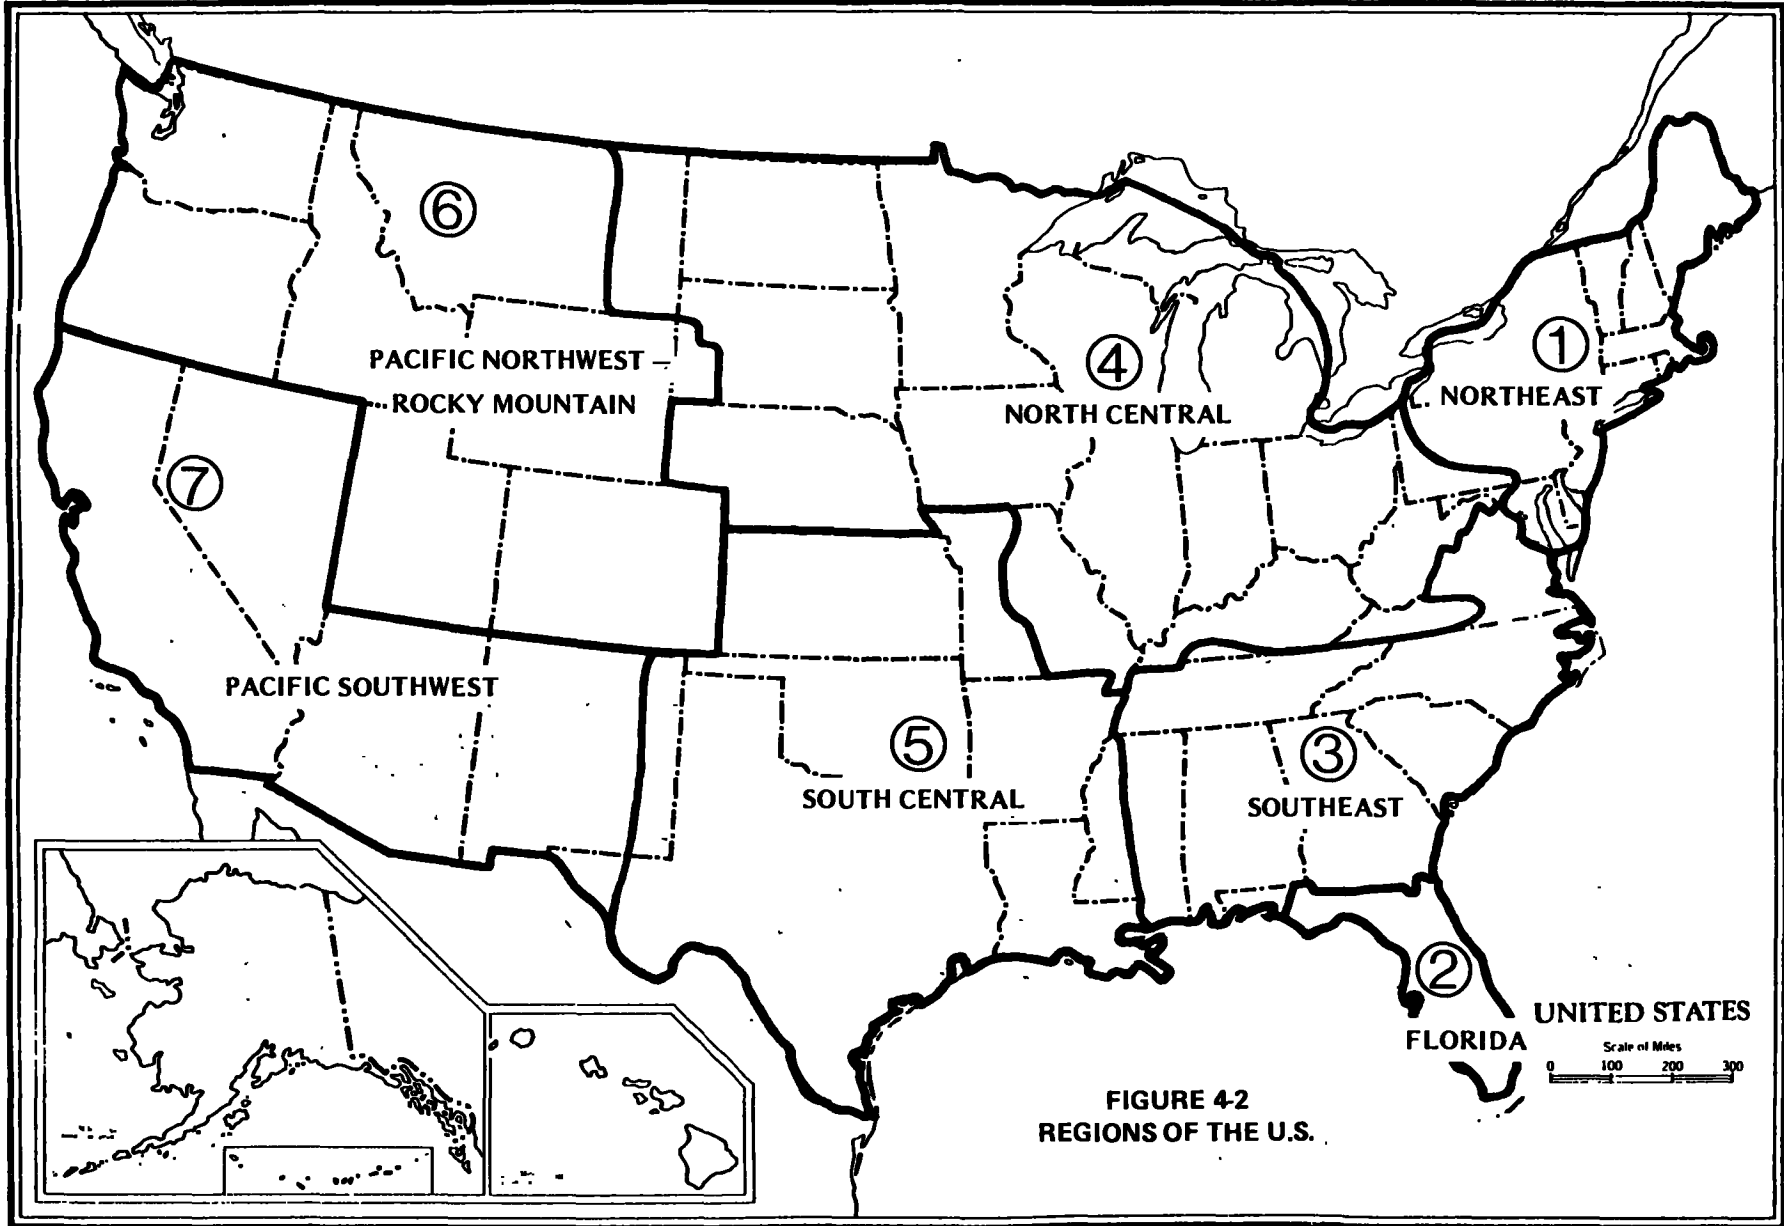 6
PACIFIC NORTHWEST –
ROCKY MOUNTAIN
4
NORTH CENTRAL
1
NORTHEAST
7
PACIFIC SOUTHWEST
5
SOUTH CENTRAL
3
SOUTHEAST
2
FLORIDA
UNITED STATES
Scale of Miles
0 100 200 300
FIGURE 4-2
REGIONS OF THE U.S.